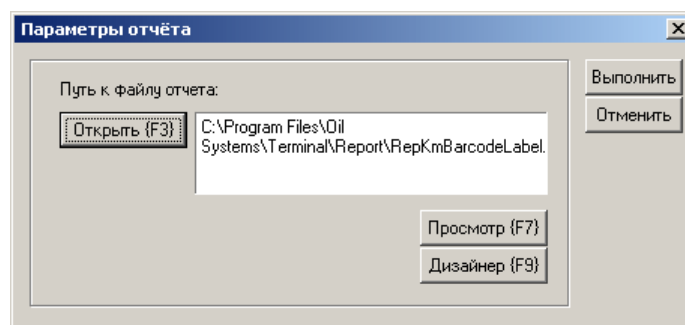 Параметры отчёта
Выполнить
Отменить
Путь к файлу отчета:
Открыть {F3}
C:\Program Files\Oil
Systems\Terminal\Report\RepKmBarcodeLabel.
Просмотр {F7}
Дизайнер {F9}